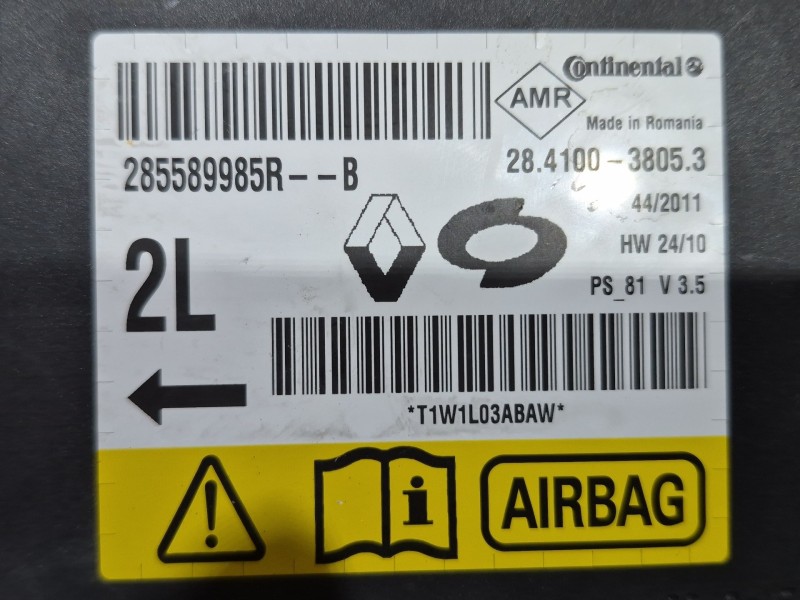 Continental
AMR
Made in Romania
285589985R--B
28.4100-3805.3
44/2011
2L
HW 24/10
PS_81 V 3.5
*T1W1L03ABAW*
AIRBAG